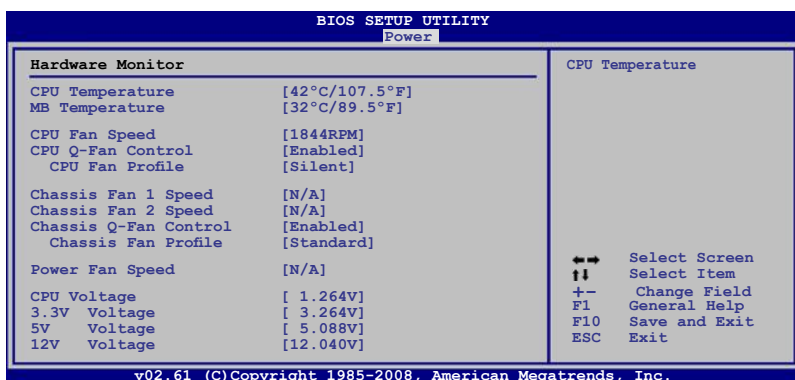 BIOS SETUP UTILITY
Power
Hardware Monitor
CPU Temperature [42°C/107.5°F]
MB Temperature [32°C/89.5°F]
CPU Fan Speed [1844RPM]
CPU Q-Fan Control [Enabled]
CPU Fan Profile [Silent]
Chassis Fan 1 Speed [N/A]
Chassis Fan 2 Speed [N/A]
Chassis Q-Fan Control [Enabled]
Chassis Fan Profile [Standard]
Power Fan Speed [N/A]
CPU Voltage [ 1.264V]
3.3V Voltage [ 3.264V]
5V Voltage [ 5.088V]
12V Voltage [12.040V]
CPU Temperature
←→ Select Screen
↑↓ Select Item
+- Change Field
F1 General Help
F10 Save and Exit
ESC Exit
v02.61 (C)Copyright 1985-2008, American Megatrends, Inc.